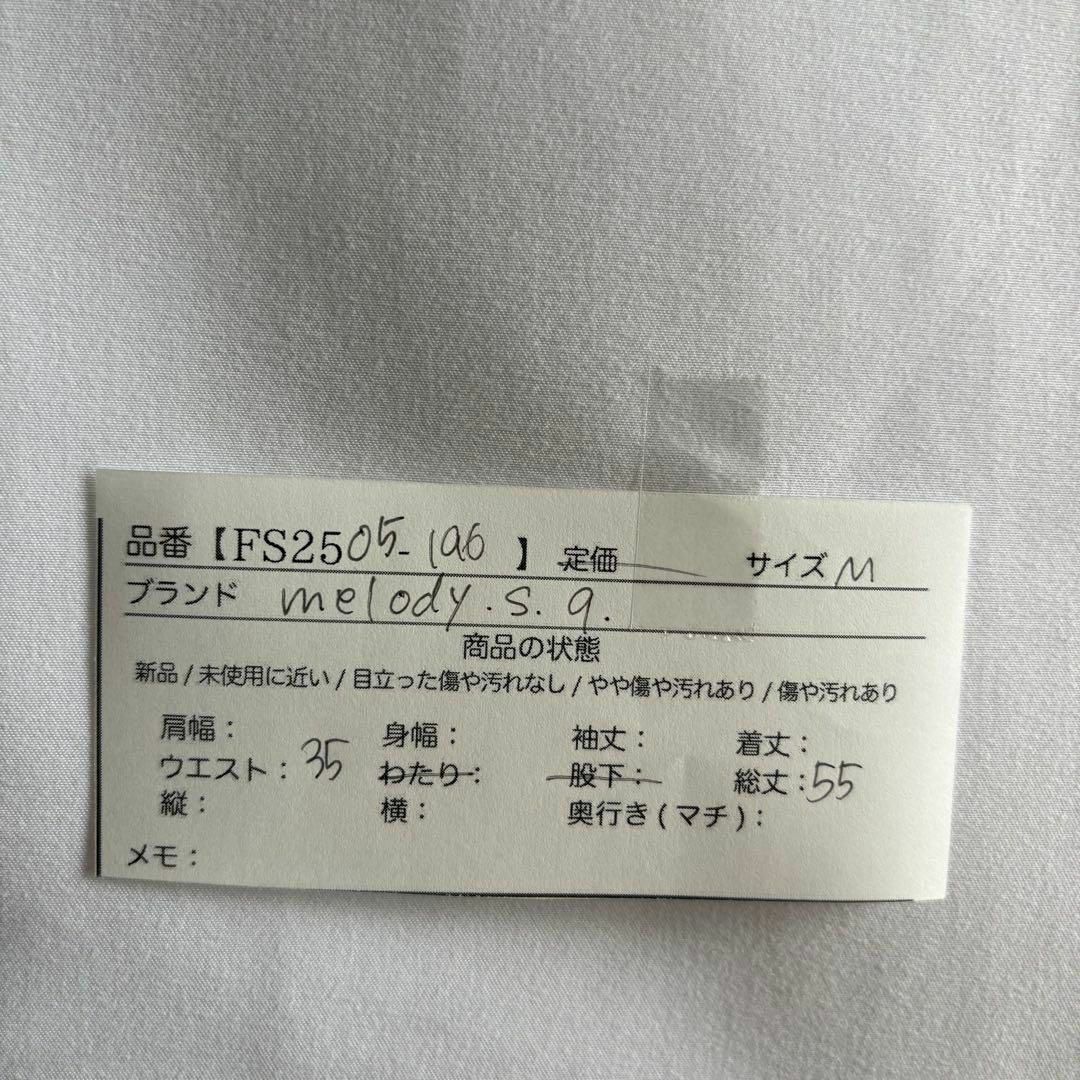 品番【FS2505-196 】 定価 サイズ M
ブランド melody.s.q.
商品の状態
新品 / 未使用に近い / 目立った傷や汚れなし / やや傷や汚れあり / 傷や汚れあり
肩幅： 身幅： 袖丈： 着丈：
ウエスト：35 わたり： 股下： 総丈：55
縦： 横： 奥行き(マチ)：
メモ：